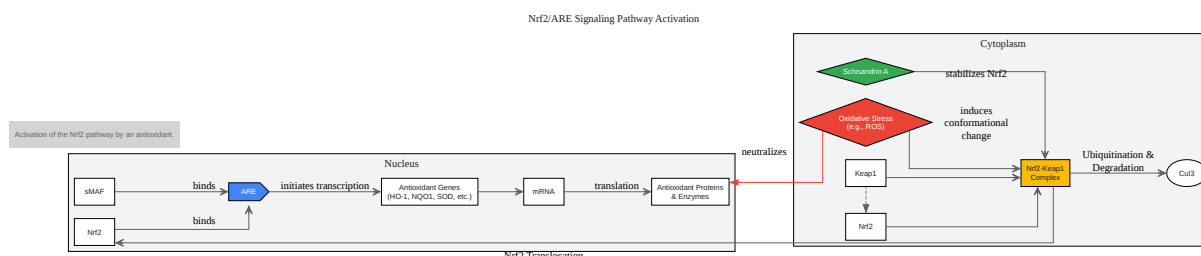 Nrf2/ARE Signaling Pathway Activation
Cytoplasm
Schisandrin A
stabilizes Nrf2
Oxidative Stress
(e.g., ROS)
induces
conformational
change
Activation of the Nrf2 pathway by an antioxidant.
neutralizes
Nucleus
Ubiquitination &
Degradation
Keap1
Nrf2-Keap1
Complex
Cul3
sMAF
binds
ARE
initiates transcription
Antioxidant Genes
(HO-1, NQO1, SOD, etc.)
mRNA
translation
Antioxidant Proteins
& Enzymes
Nrf2
binds
Nrf2
Nrf2 Translocation